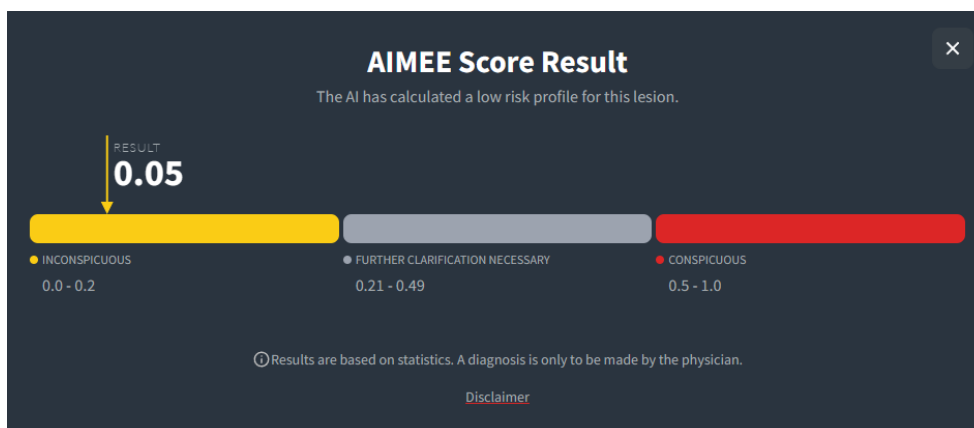 AIMEE Score Result
The AI has calculated a low risk profile for this lesion.
RESULT
0.05
INCONSPICUOUS
0.0 - 0.2
FURTHER CLARIFICATION NECESSARY
0.21 - 0.49
CONSPICUOUS
0.5 - 1.0
Results are based on statistics. A diagnosis is only to be made by the physician.
Disclaimer